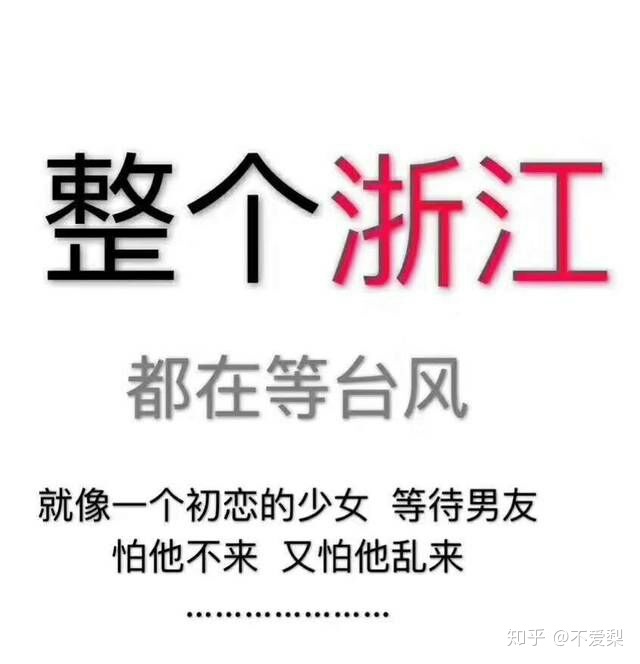 整个浙江
都在等台风
就像一个初恋的少女 等待男友
怕他不来 又怕他乱来
…………………
知乎 @不爱梨